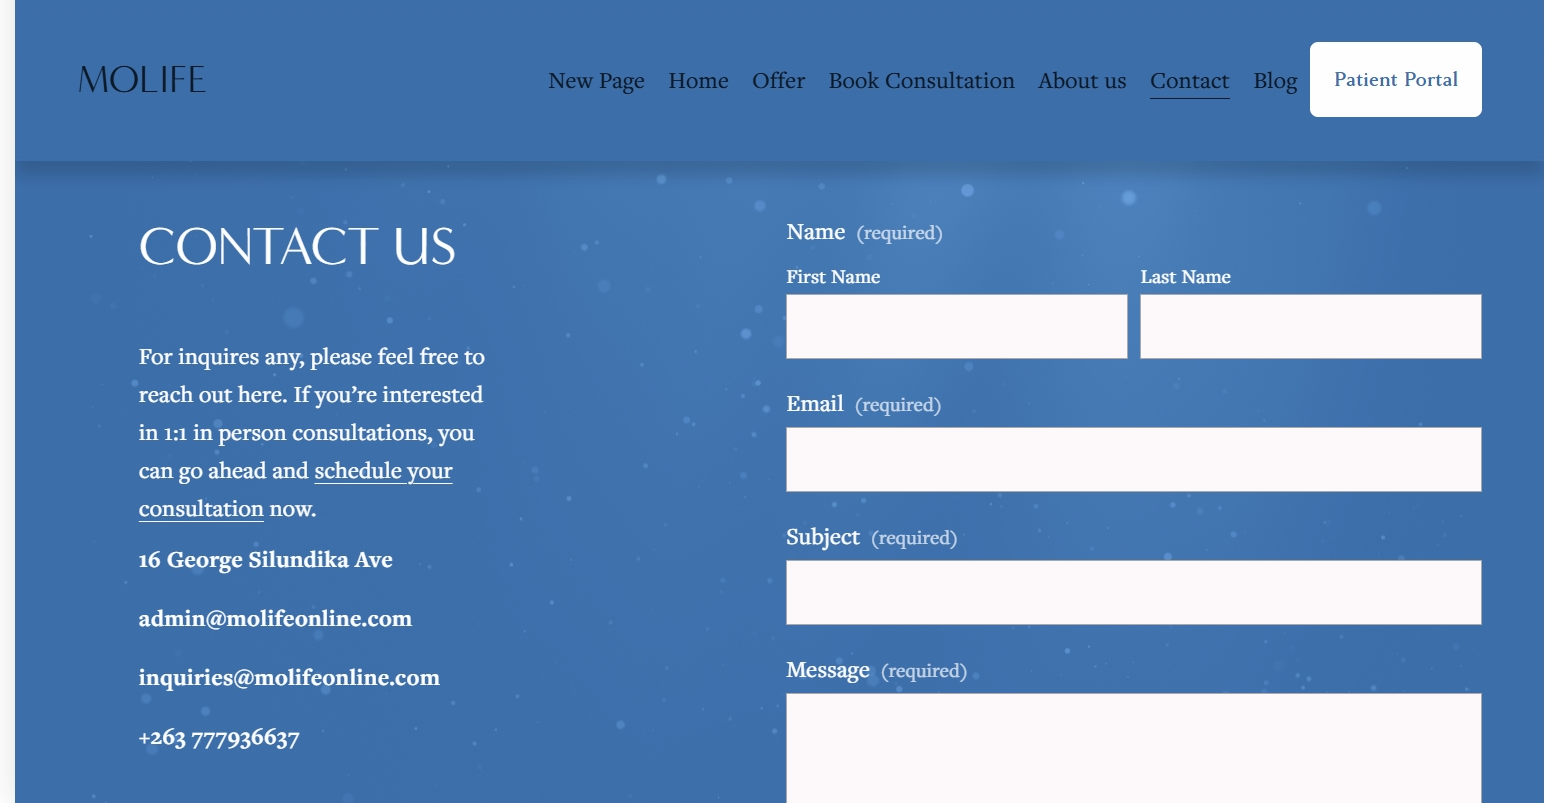 MOLIFE
New Page Home Offer Book Consultation About us Contact Blog Patient Portal
CONTACT US
For inquires any, please feel free to
reach out here. If you’re interested
in 1:1 in person consultations, you
can go ahead and schedule your
consultation now.
16 George Silundika Ave
admin@molifeonline.com
inquiries@molifeonline.com
+263 777936637
Name (required)
First Name Last Name
Email (required)
Subject (required)
Message (required)